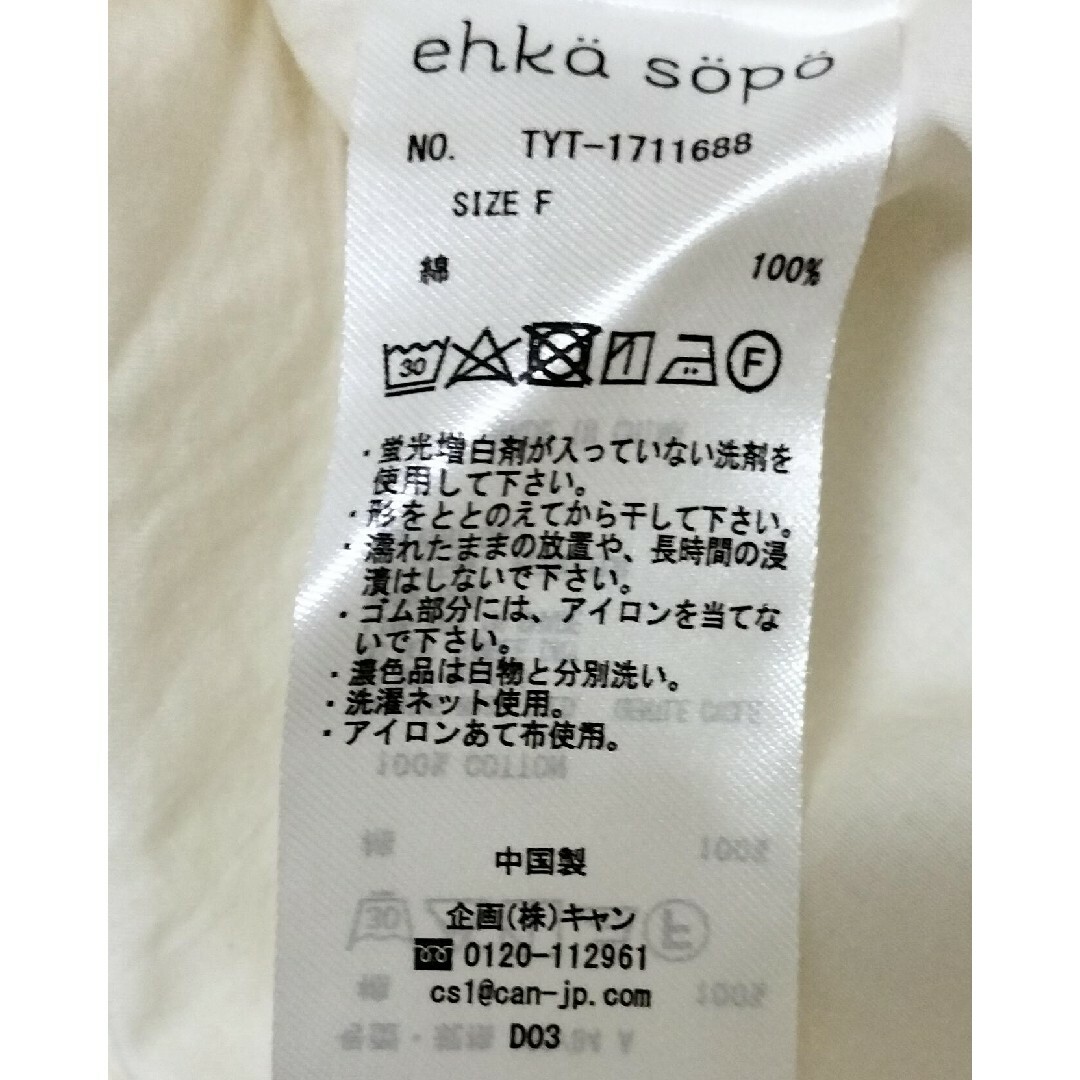 ehkä söpö
NO. TYT-1711688
SIZE F
綿 100%
30 F
・蛍光増白剤が入っていない洗剤を
使用して下さい。
・形をととのえてから干して下さい。
・濡れたままの放置や、長時間の浸
漬はしないで下さい。
・ゴム部分には、アイロンを当てな
いで下さい。
・濃色品は白物と分別洗い。
・洗濯ネット使用。
・アイロンあて布使用。
100% COTTON
中国製
企画(株)キャン
0120-112961
cs1@can-jp.com
D03